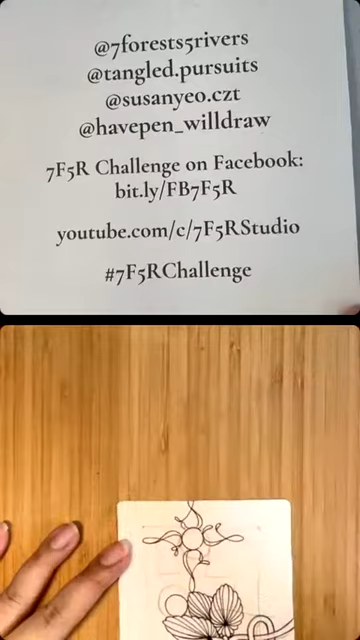 @7forests5rivers
@tangled.pursuits
@susanyeo.czt
@havepen_willdraw
7F5R Challenge on Facebook:
bit.ly/FB7F5R
youtube.com/c/7F5RStudio
#7F5RChallenge